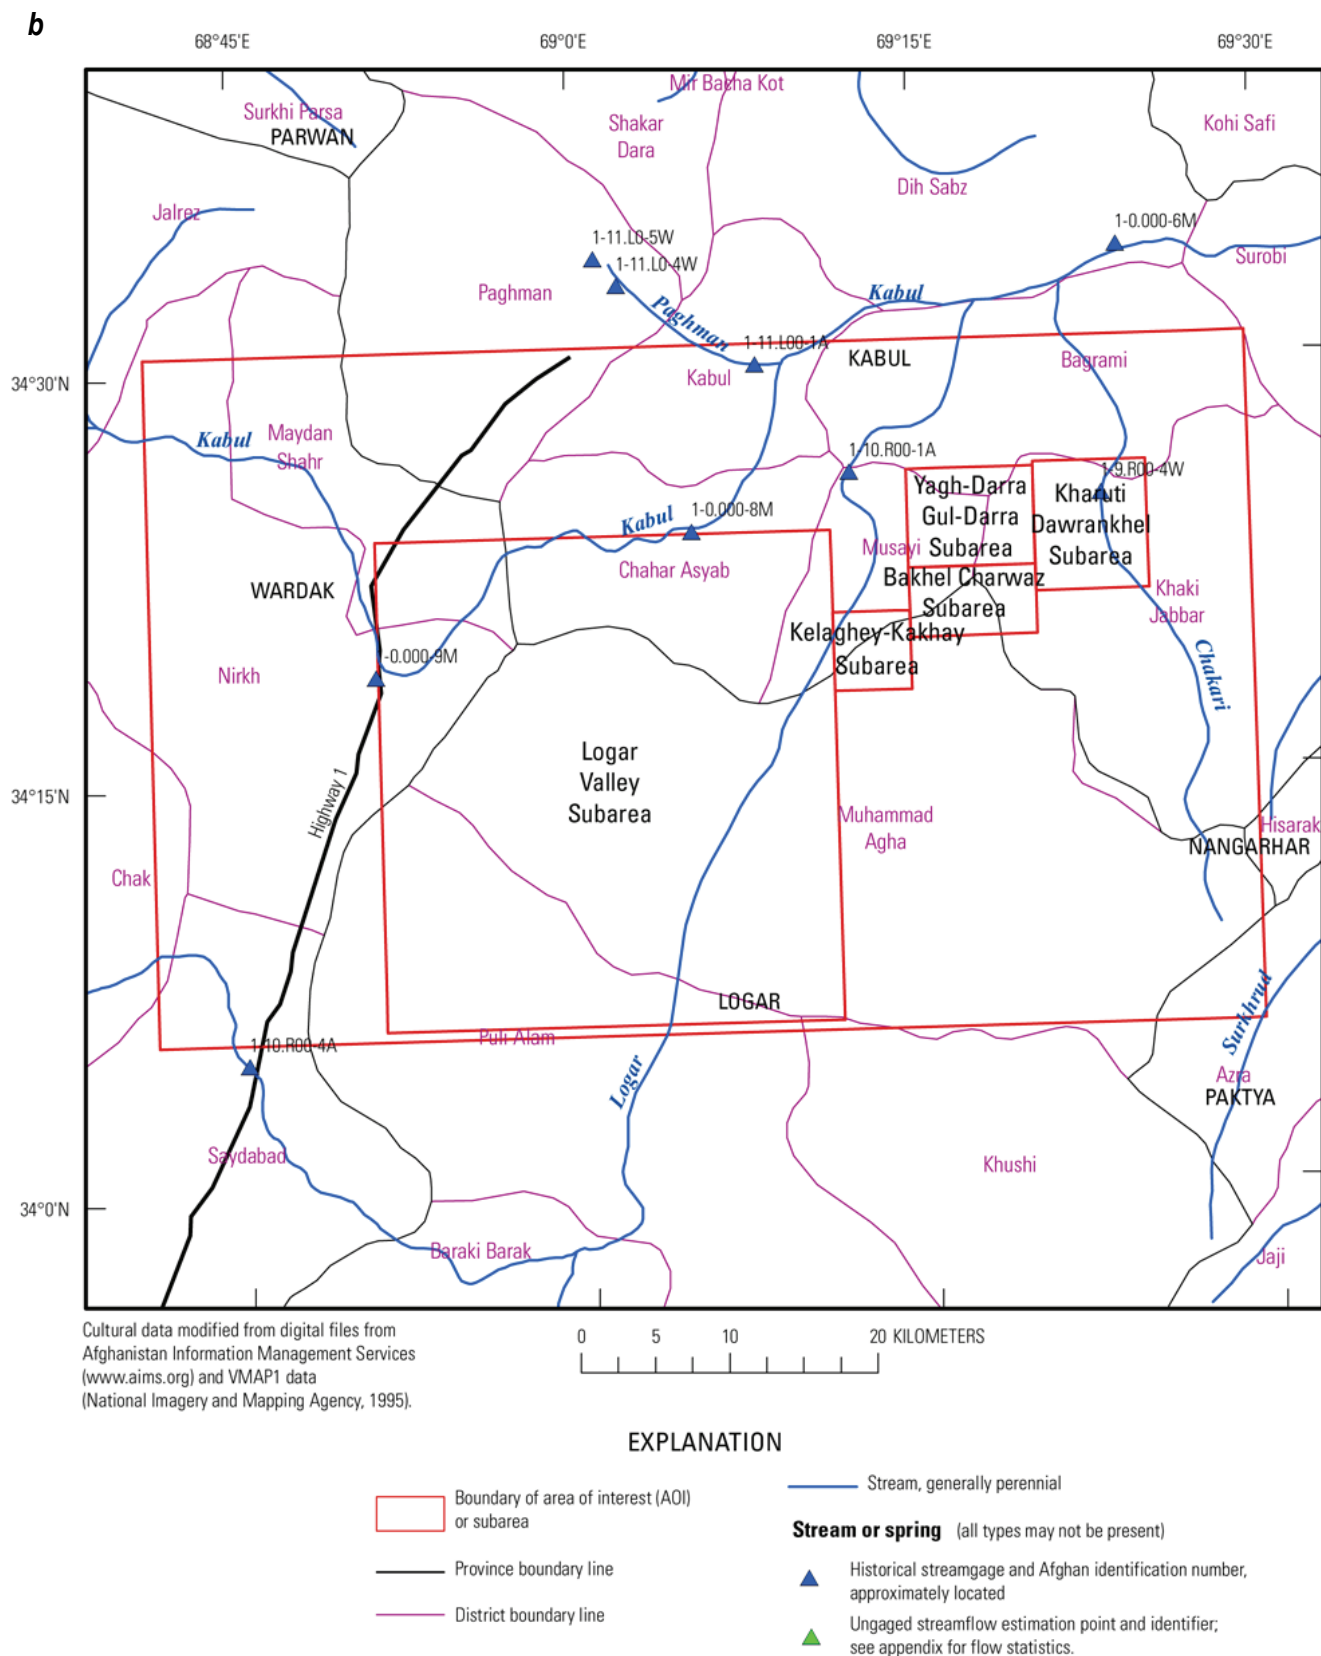 b
68°45'E
69°0'E
69°15'E
69°30'E
Mir Bacha Kot
Surkhi Parsa
PARWAN
Shakar
Dara
Kohi Safi
Dih Sabz
Jalrez
1-0.000-6M
1-11.L0-5W
1-11.L0-4W
Surobi
Paghman
Kabul
Paghman
1-11.L00-1A
KABUL
Bagrami
Kabul
34°30'N
Kabul
Maydan
Shahr
1-10.R00-1A
1-9.R00-4W
Yagh-Darra
Gul-Darra
Subarea
Kharuti
Dawrankhel
Subarea
1-0.000-8M
Kabul
Musayi
Chahar Asyab
Bakhel Charwaz
Subarea
WARDAK
Khaki
Jabbar
Kelaghey-Kakhay
Subarea
-0.000-9M
Nirkh
Chakari
Logar
Valley
Subarea
34°15'N
Highway 1
Muhammad
Agha
Hisarak
NANGARHAR
Chak
LOGAR
Surkhrud
Puli Alam
1-10.R00-4A
Logar
Azra
PAKTYA
Saydabad
Khushi
34°0'N
Baraki Barak
Jaji
Cultural data modified from digital files from
Afghanistan Information Management Services
(www.aims.org) and VMAP1 data
(National Imagery and Mapping Agency, 1995).
0 5 10 20 KILOMETERS
EXPLANATION
Boundary of area of interest (AOI)
or subarea
Province boundary line
District boundary line
Stream, generally perennial
Stream or spring (all types may not be present)
Historical streamgage and Afghan identification number,
approximately located
Ungaged streamflow estimation point and identifier;
see appendix for flow statistics.